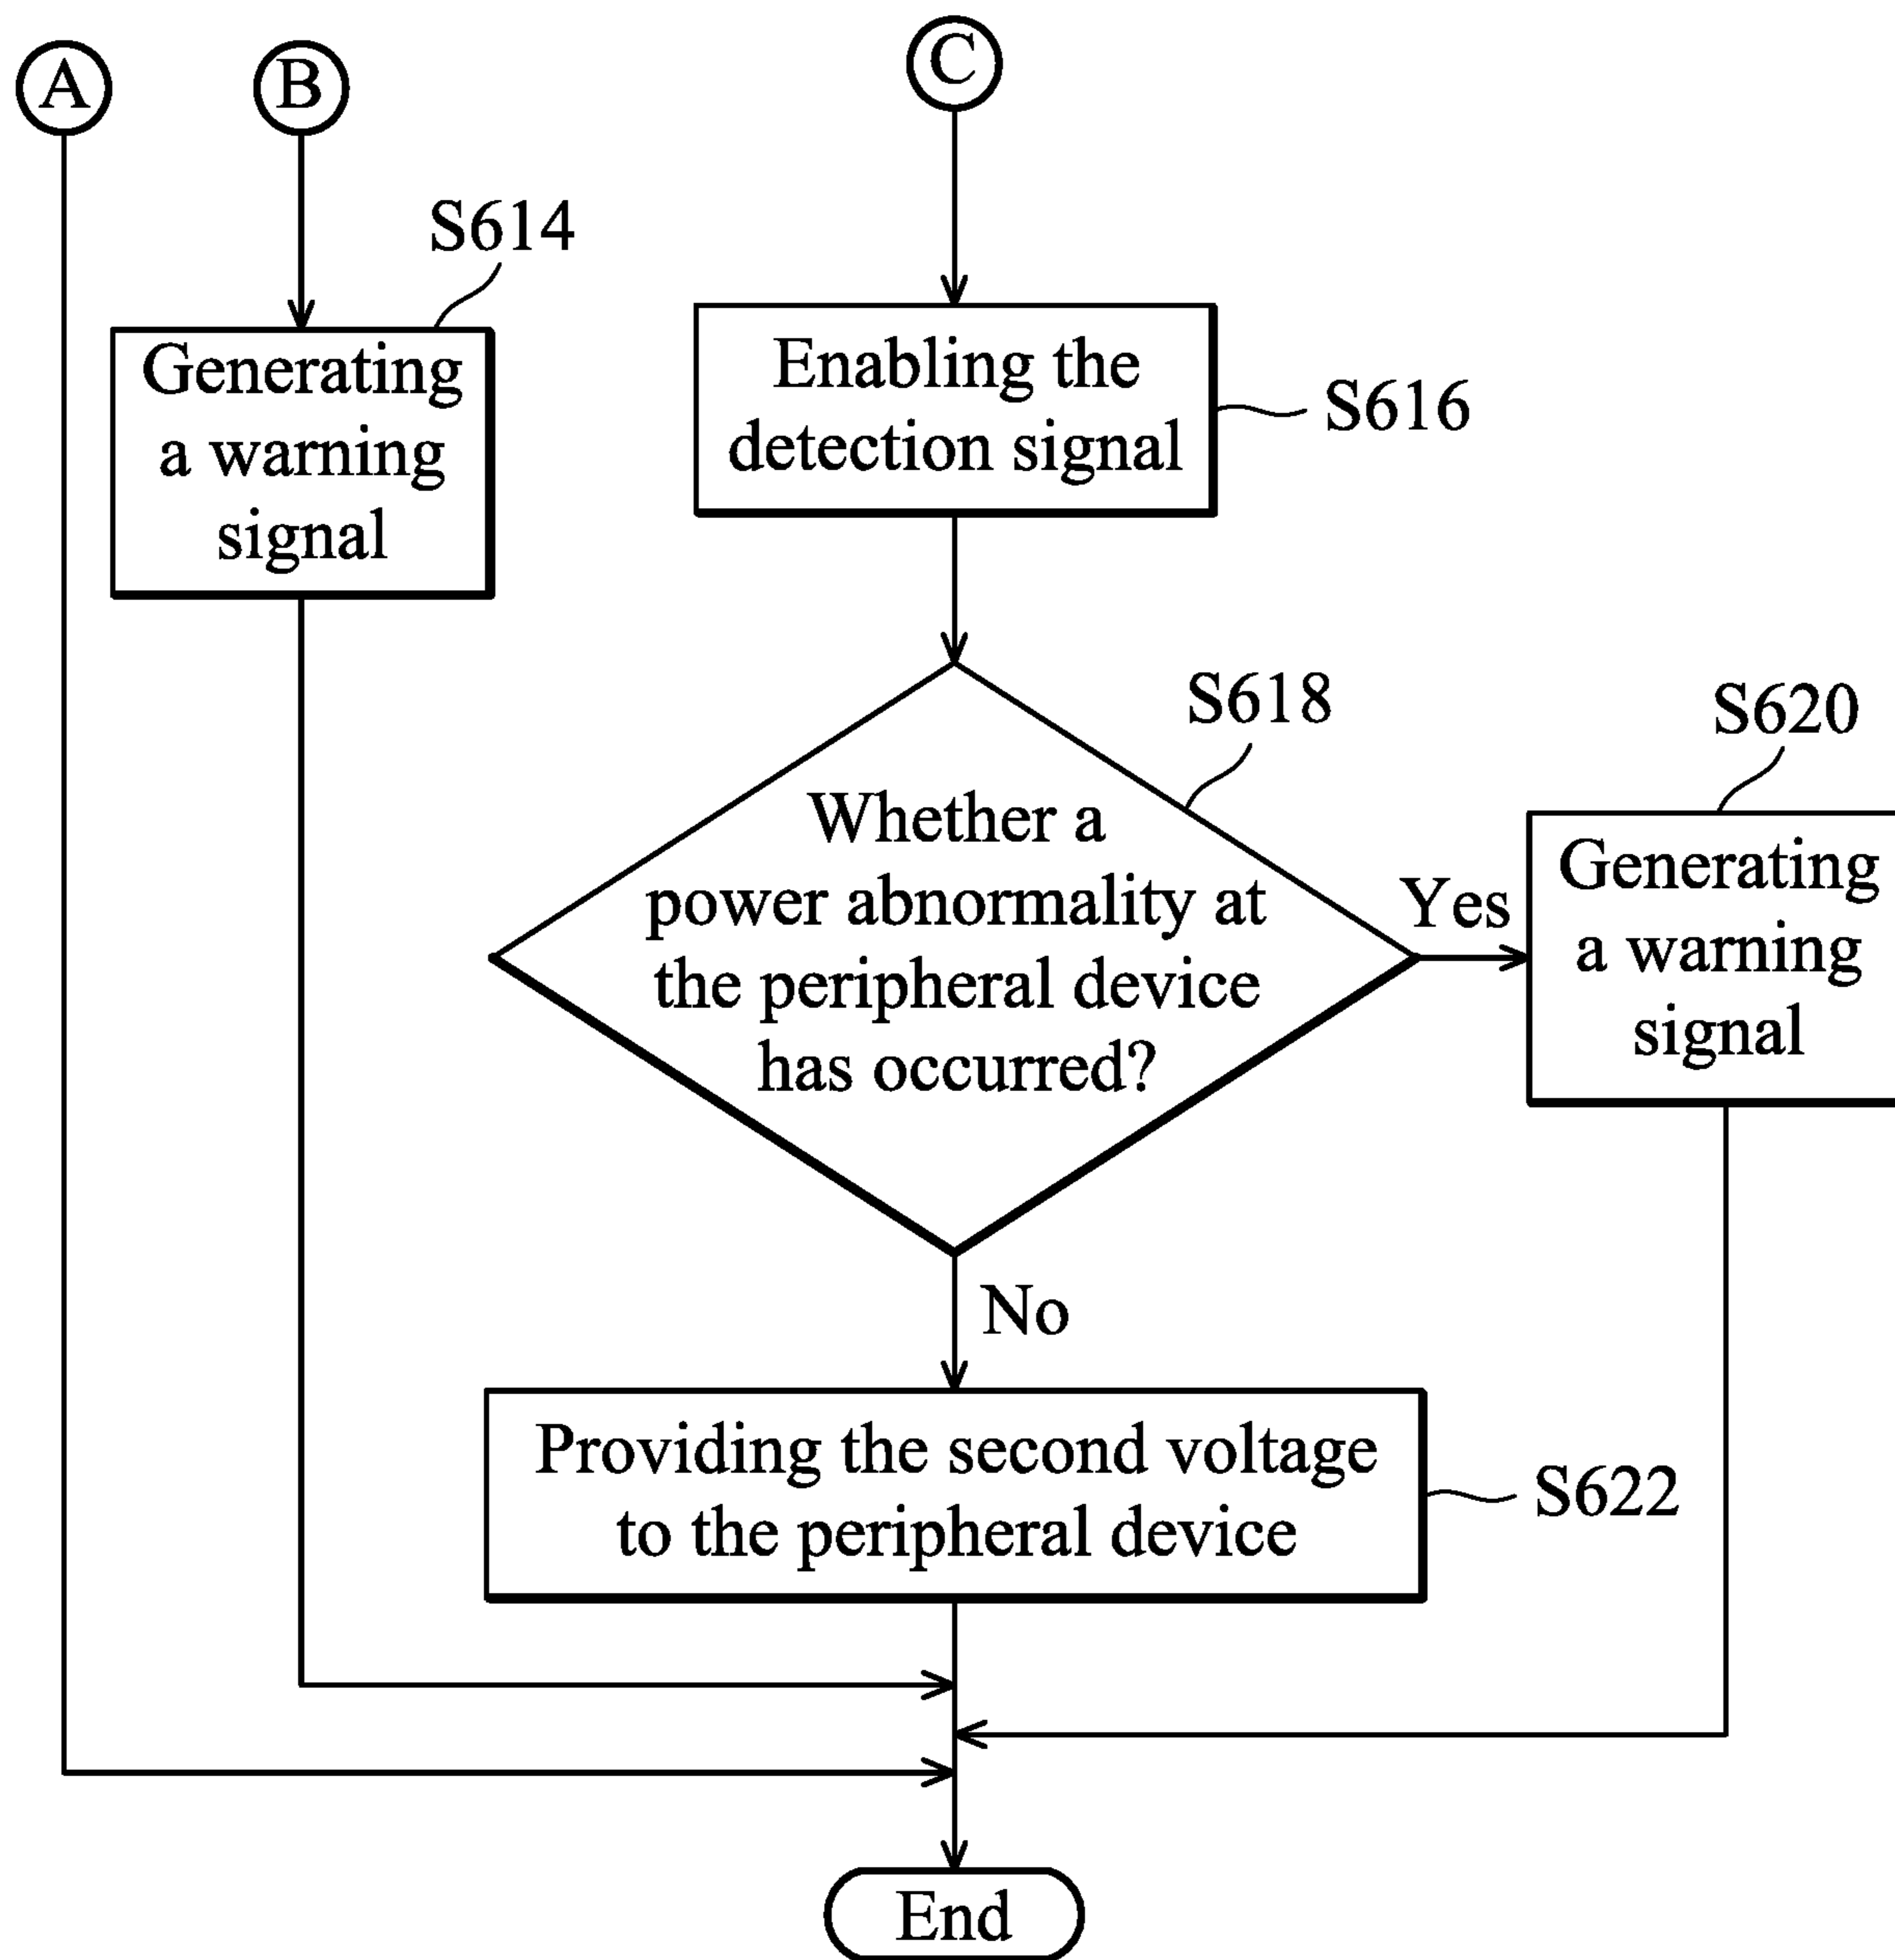 A
B
C
S614
Generating
a warning
signal
Enabling the
detection signal
S616
S618
Whether a
power abnormality at
the peripheral device
has occurred?
Yes
S620
Generating
a warning
signal
No
Providing the second voltage
to the peripheral device
S622
End